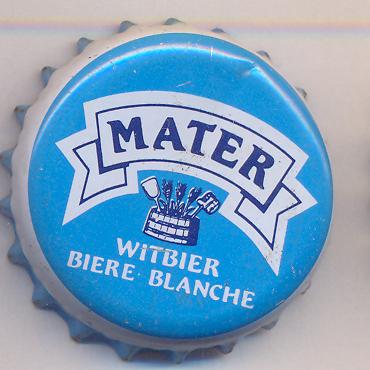 MATER
WITBIER
BIERE - BLANCHE